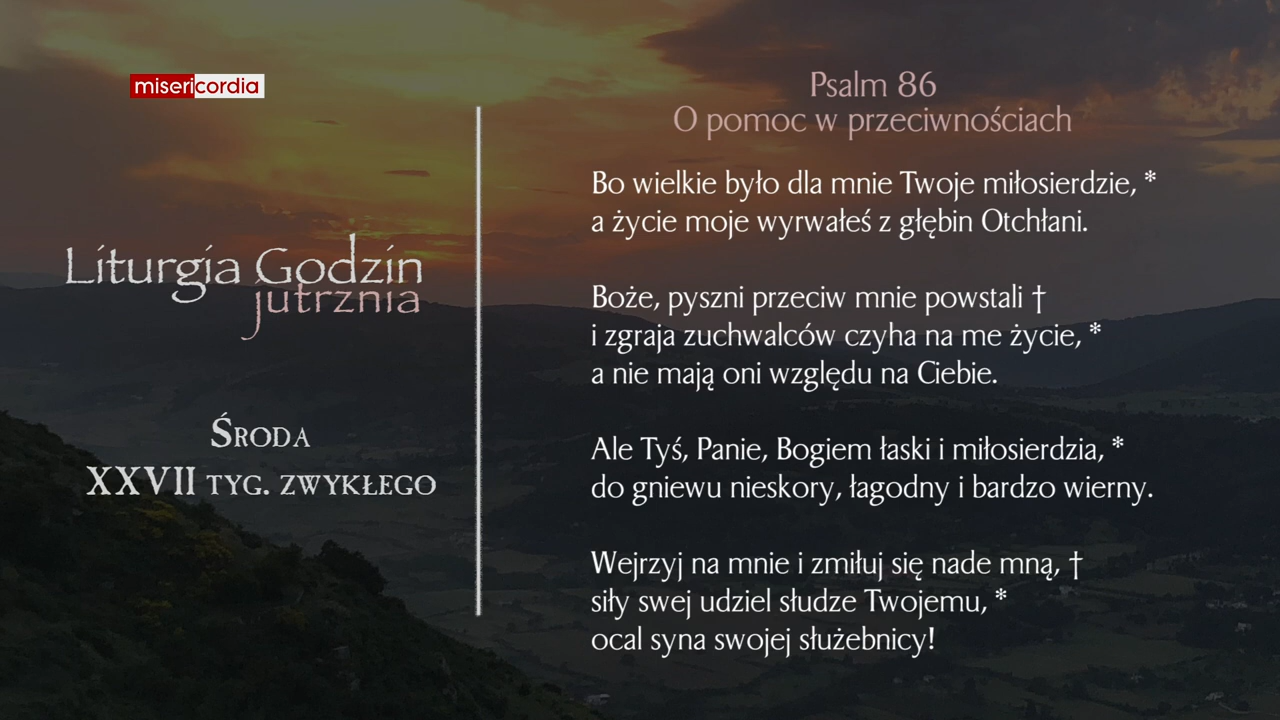 misericordia
Liturgia Godzin
jutrznia
Środa
XXVII tyg. zwykłego
Psalm 86
O pomoc w przeciwnościach
Bo wielkie było dla mnie Twoje miłosierdzie, *
a życie moje wyrwałeś z głębin Otchłani.
Boże, pyszni przeciw mnie powstali †
i zgraja zuchwalców czyha na me życie, *
a nie mają oni względu na Ciebie.
Ale Tyś, Panie, Bogiem łaski i miłosierdzia, *
do gniewu nieskory, łagodny i bardzo wierny.
Wejrzyj na mnie i zmiłuj się nade mną, †
siły swej udziel słudze Twojemu, *
ocal syna swojej służebnicy!